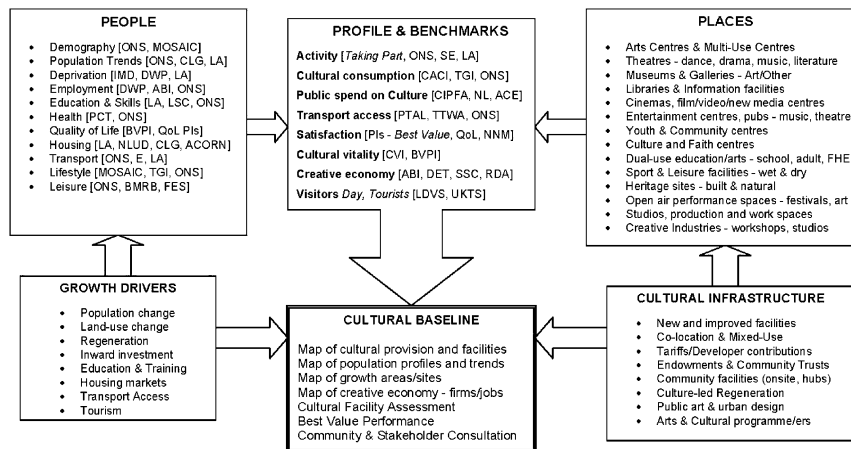 PEOPLE
• Demography [ONS, MOSAIC]
• Population Trends [ONS, CLG, LA]
• Deprivation [IMD, DWP, LA]
• Employment [DWP, ABI, ONS]
• Education & Skills [LA, LSC, ONS]
• Health [PCT, ONS]
• Quality of Life [BVPI, QoL PIs]
• Housing [LA, NLUD, CLG, ACORN]
• Transport [ONS, E, LA]
• Lifestyle [MOSAIC, TGI, ONS]
• Leisure [ONS, BMRB, FES]
PROFILE & BENCHMARKS
Activity [Taking Part, ONS, SE, LA]
Cultural consumption [CACI, TGI, ONS]
Public spend on Culture [CIPFA, NL, ACE]
Transport access [PTAL, TTWA, ONS]
Satisfaction [PIs - Best Value, QoL, NNM]
Cultural vitality [CVI, BVPI]
Creative economy [ABI, DET, SSC, RDA]
Visitors Day, Tourists [LDVS, UKTS]
PLACES
• Arts Centres & Multi-Use Centres
• Theatres - dance, drama, music, literature
• Museums & Galleries - Art/Other
• Libraries & Information facilities
• Cinemas, film/video/new media centres
• Entertainment centres, pubs - music, theatre
• Youth & Community centres
• Culture and Faith centres
• Dual-use education/arts - school, adult, FHE
• Sport & Leisure facilities - wet & dry
• Heritage sites - built & natural
• Open air performance spaces - festivals, art
• Studios, production and work spaces
• Creative Industries - workshops, studios
GROWTH DRIVERS
• Population change
• Land-use change
• Regeneration
• Inward investment
• Education & Training
• Housing markets
• Transport Access
• Tourism
CULTURAL BASELINE
Map of cultural provision and facilities
Map of population profiles and trends
Map of growth areas/sites
Map of creative economy - firms/jobs
Cultural Facility Assessment
Best Value Performance
Community & Stakeholder Consultation
CULTURAL INFRASTRUCTURE
• New and improved facilities
• Co-location & Mixed-Use
• Tariffs/Developer contributions
• Endowments & Community Trusts
• Community facilities (onsite, hubs)
• Culture-led Regeneration
• Public art & urban design
• Arts & Cultural programme/ers